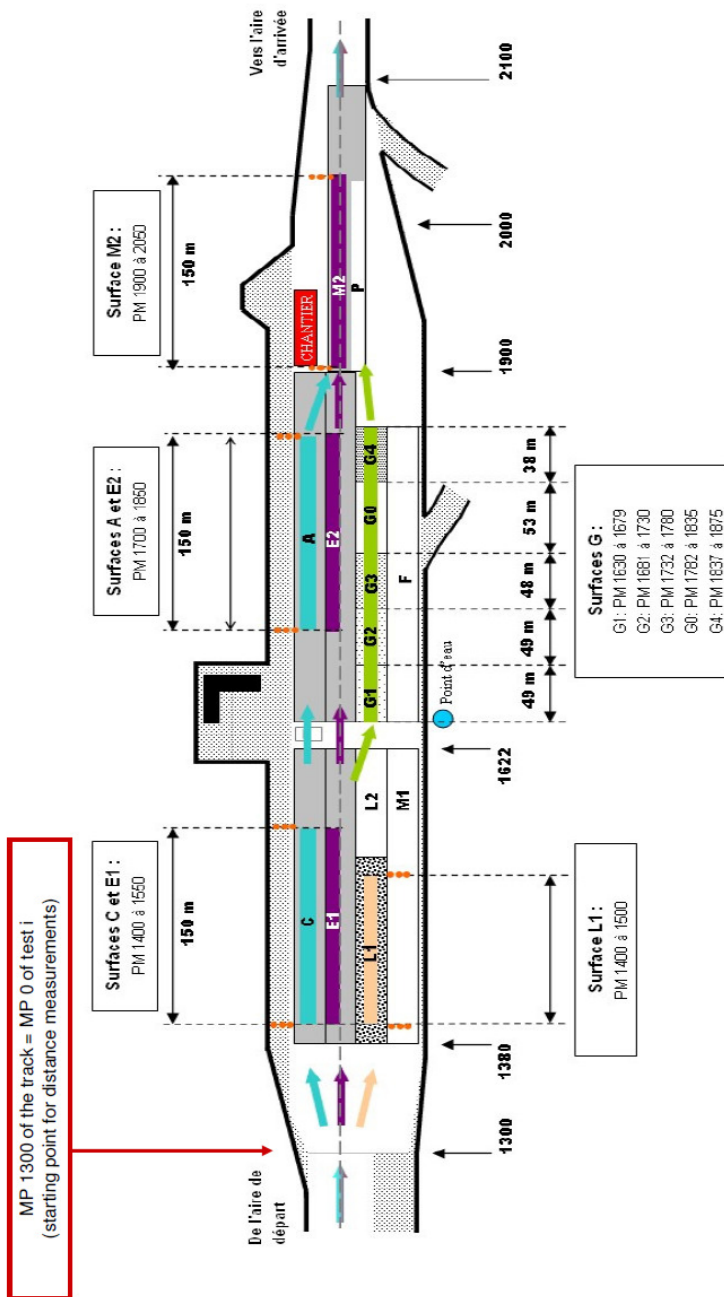 MP 1300 of the track = MP 0 of test i
(starting point for distance measurements)
De l'aire de
départ
Vers l'aire
d'arrivée
Surfaces C et E1 :
PM 1400 à 1550
150 m
Surfaces A et E2 :
PM 1700 à 1850
150 m
Surface M2 :
PM 1900 à 2050
150 m
CHANTIER
C
E1
L1
L2
M1
A
E2
G1
G2
G3
G0
G4
F
M2
P
Point d'eau
1300
1380
1622
1900
2000
2100
49 m
49 m
48 m
53 m
38 m
Surface L1 :
PM 1400 à 1500
Surfaces G :
G1: PM 1630 à 1679
G2: PM 1681 à 1730
G3: PM 1732 à 1780
G0: PM 1782 à 1835
G4: PM 1837 à 1875